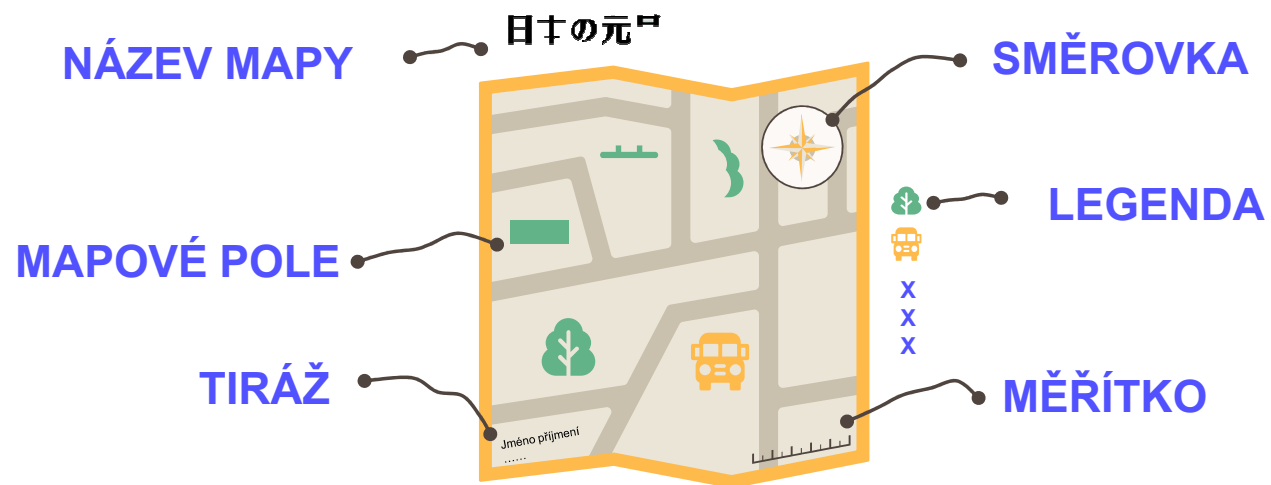 NÁZEV MAPY
SMĚROVKA
LEGENDA
MAPOVÉ POLE
X
X
X
TIRÁŽ
MĚŘÍTKO
Jméno příjmení
......